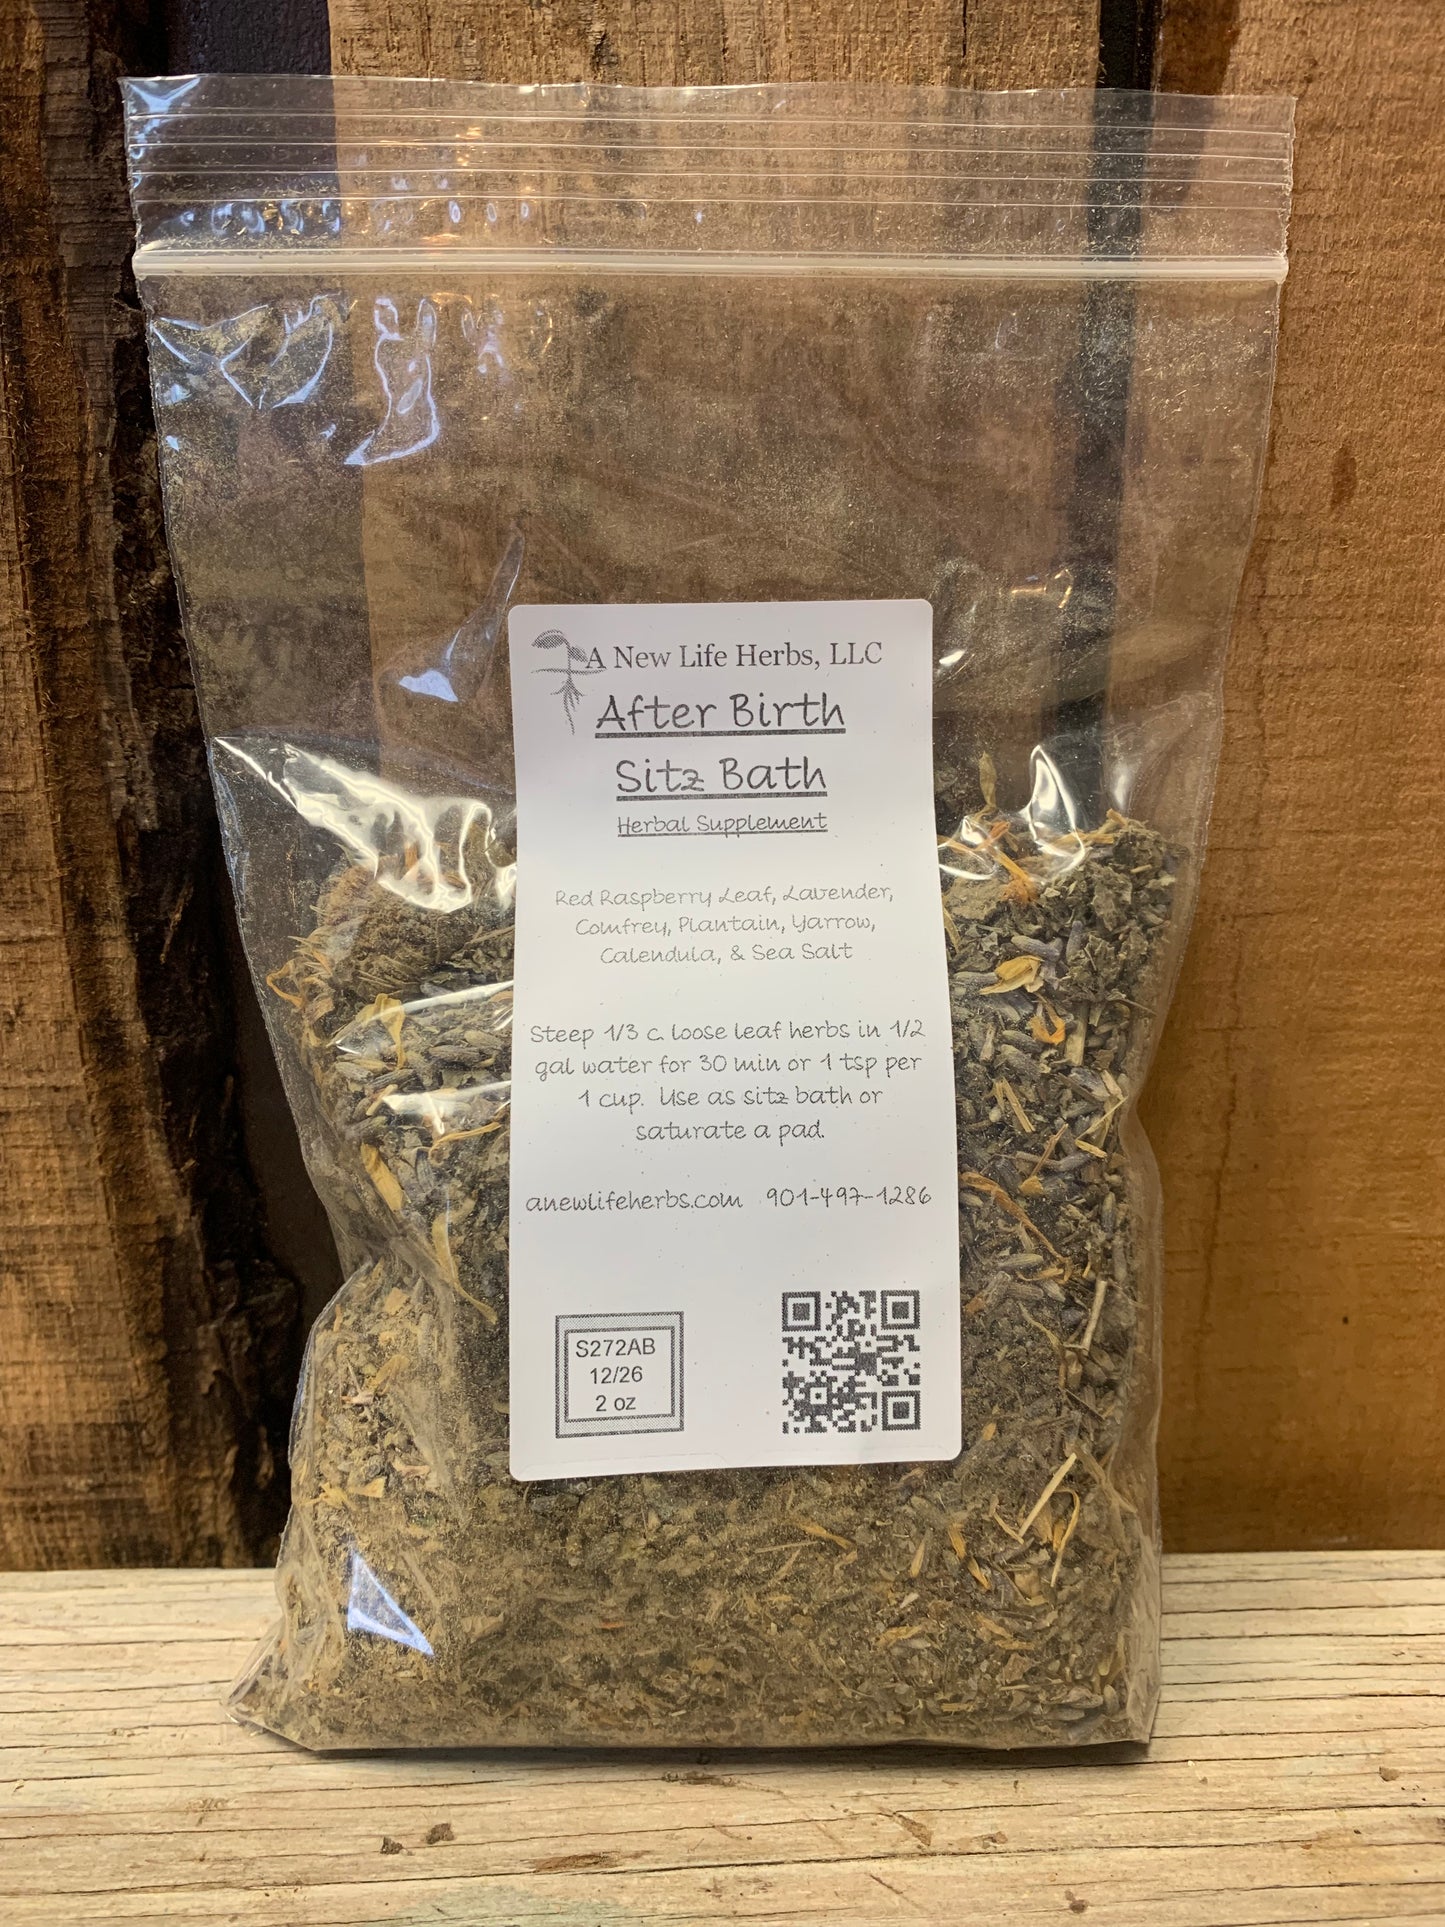 A New Life Herbs, LLC
After Birth
Sitz Bath
Herbal Supplement
Red Raspberry Leaf, Lavender,
Comfrey, Plantain, Yarrow,
Calendula, & Sea Salt
Steep 1/3 c. loose leaf herbs in 1/2
gal water for 30 min or 1 tsp per
1 cup. Use as sitz bath or
saturate a pad.
anewlifeherbs.com 901-497-1286
S272AB
12/26
2 oz